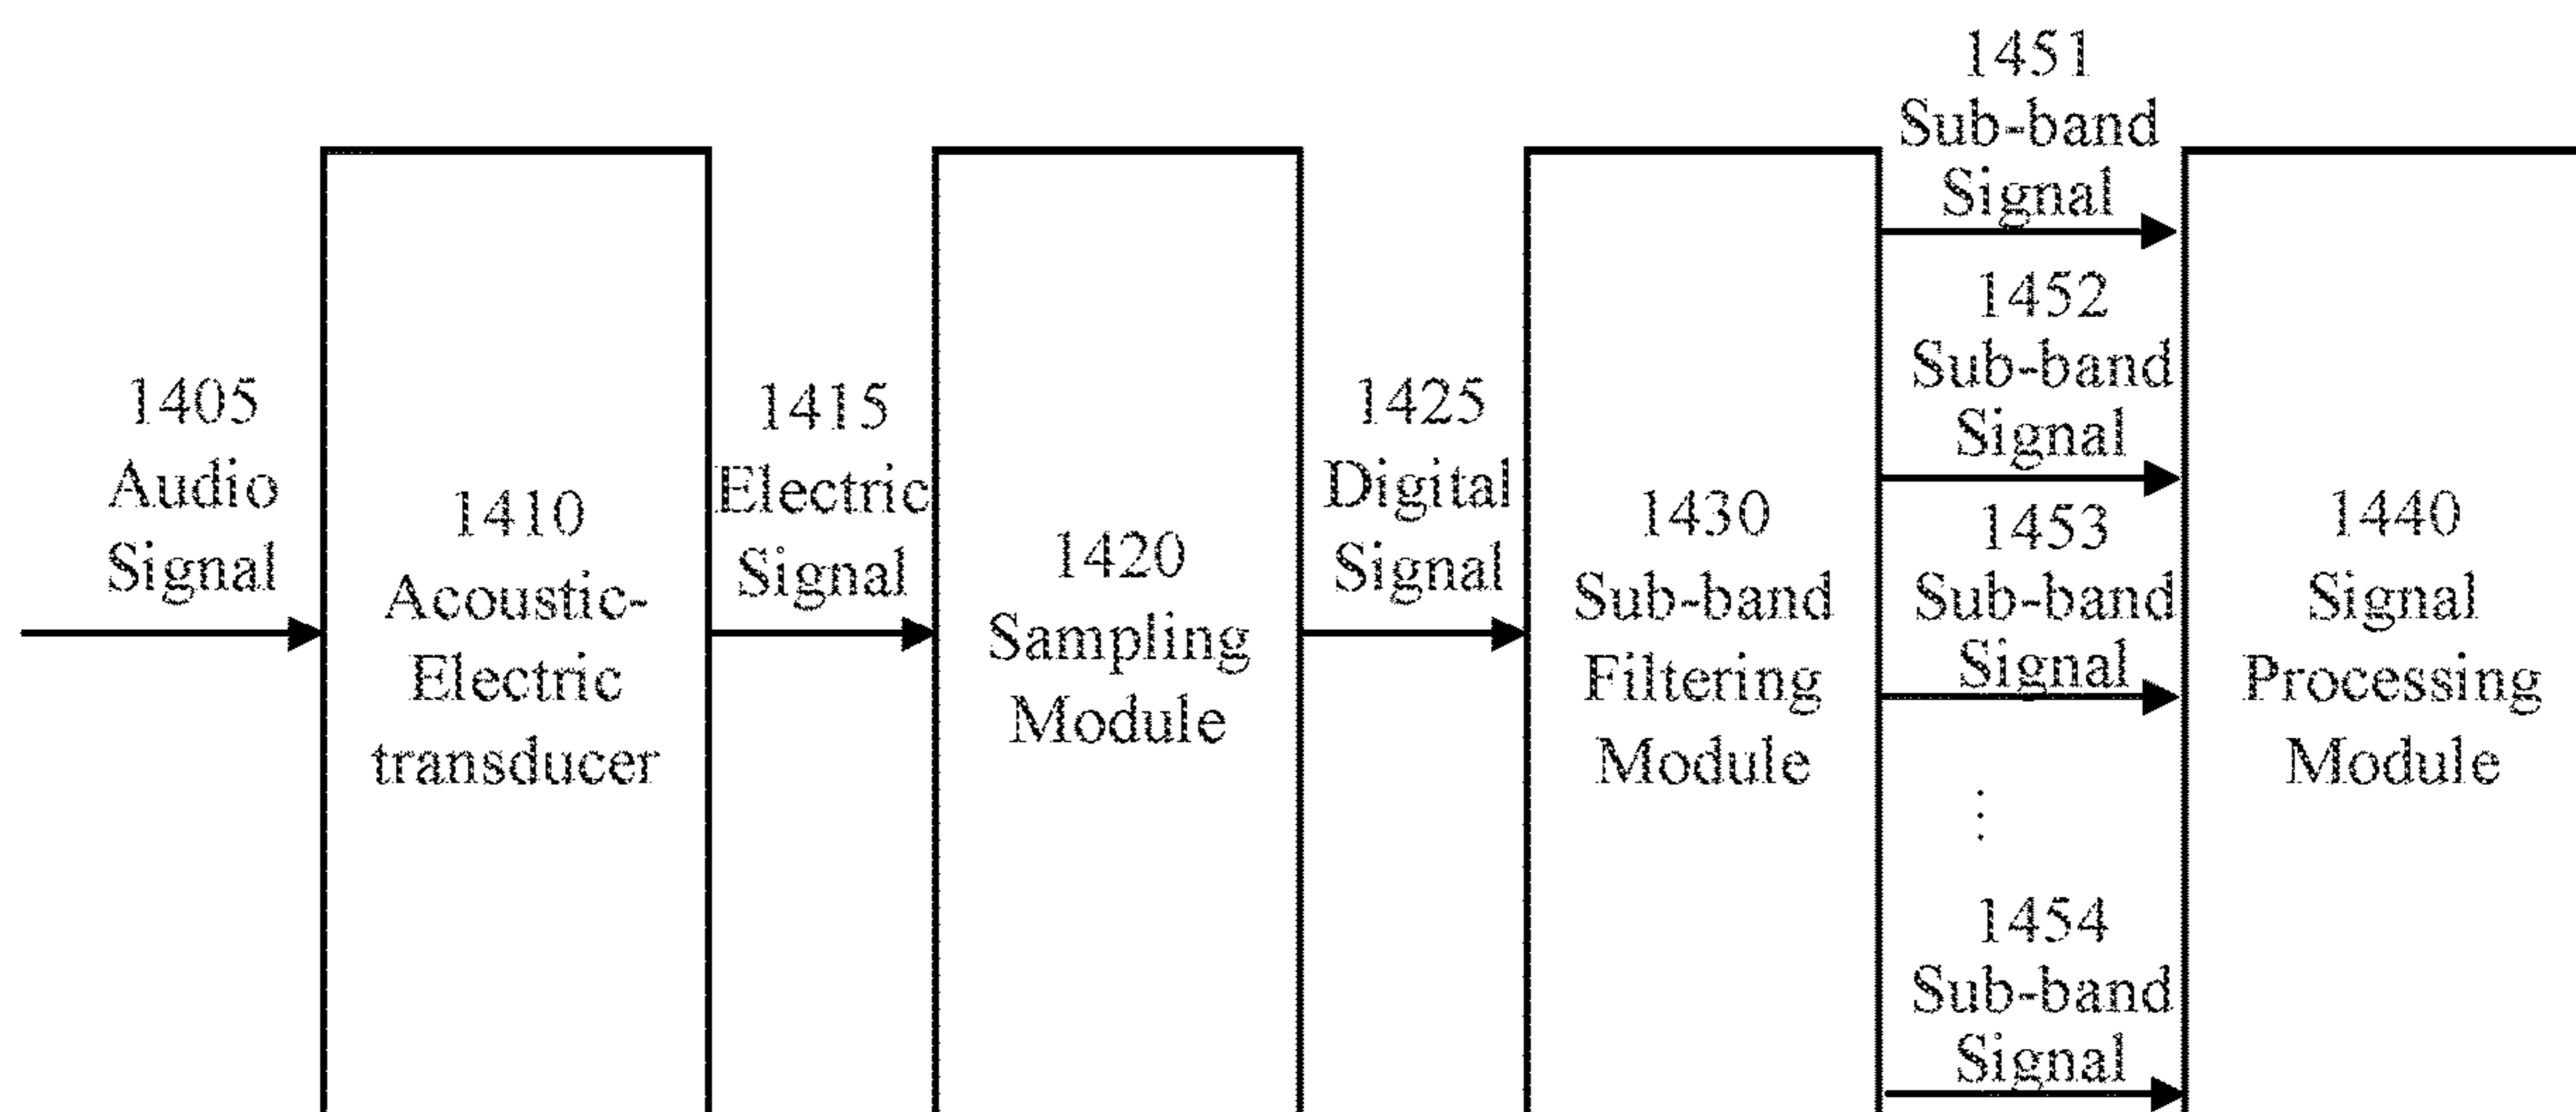 1405
Audio
Signal
1410
Acoustic-
Electric
transducer
1415
Electric
Signal
1420
Sampling
Module
1425
Digital
Signal
1430
Sub-band
Filtering
Module
1451
Sub-band
Signal
1452
Sub-band
Signal
1453
Sub-band
Signal
⋮
1454
Sub-band
Signal
1440
Signal
Processing
Module